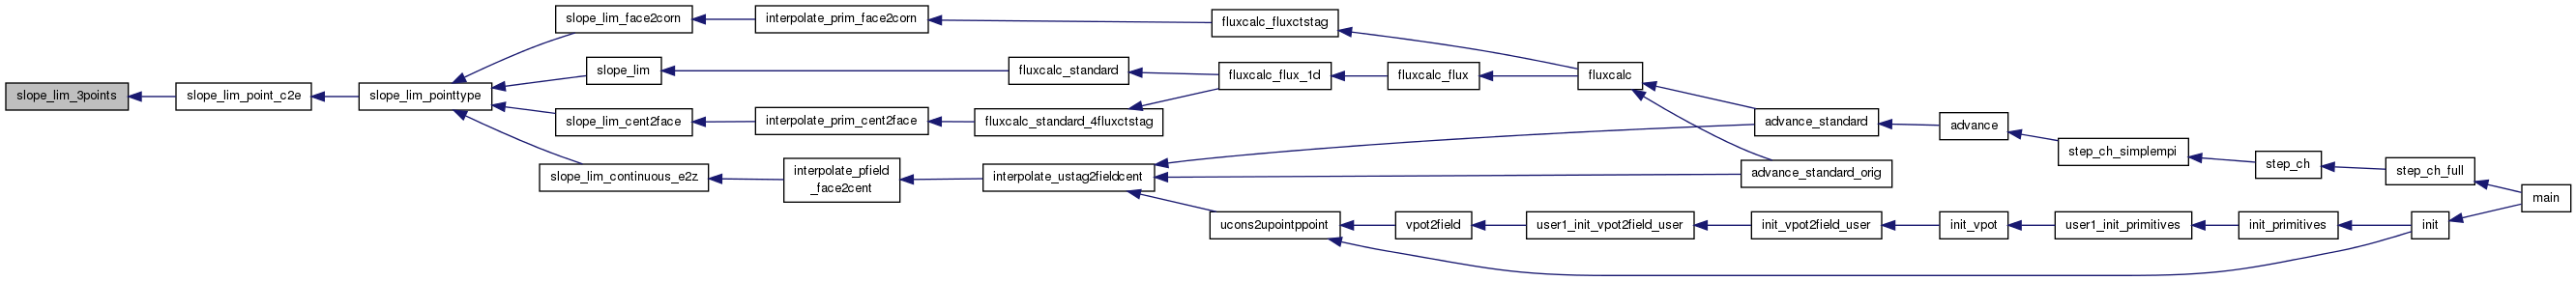 slope_lim_3points
slope_lim_point_c2e
slope_lim_pointtype
slope_lim_face2corn
interpolate_prim_face2corn
fluxcalc_fluxctstag
slope_lim
fluxcalc_standard
fluxcalc_flux_1d
fluxcalc_flux
fluxcalc
slope_lim_cent2face
interpolate_prim_cent2face
fluxcalc_standard_4fluxctstag
advance_standard
advance
step_ch_simplempi
step_ch
step_ch_full
main
slope_lim_continuous_e2z
interpolate_pfield
_face2cent
interpolate_ustag2fieldcent
advance_standard_orig
ucons2upointppoint
vpot2field
user1_init_vpot2field_user
init_vpot2field_user
init_vpot
user1_init_primitives
init_primitives
init